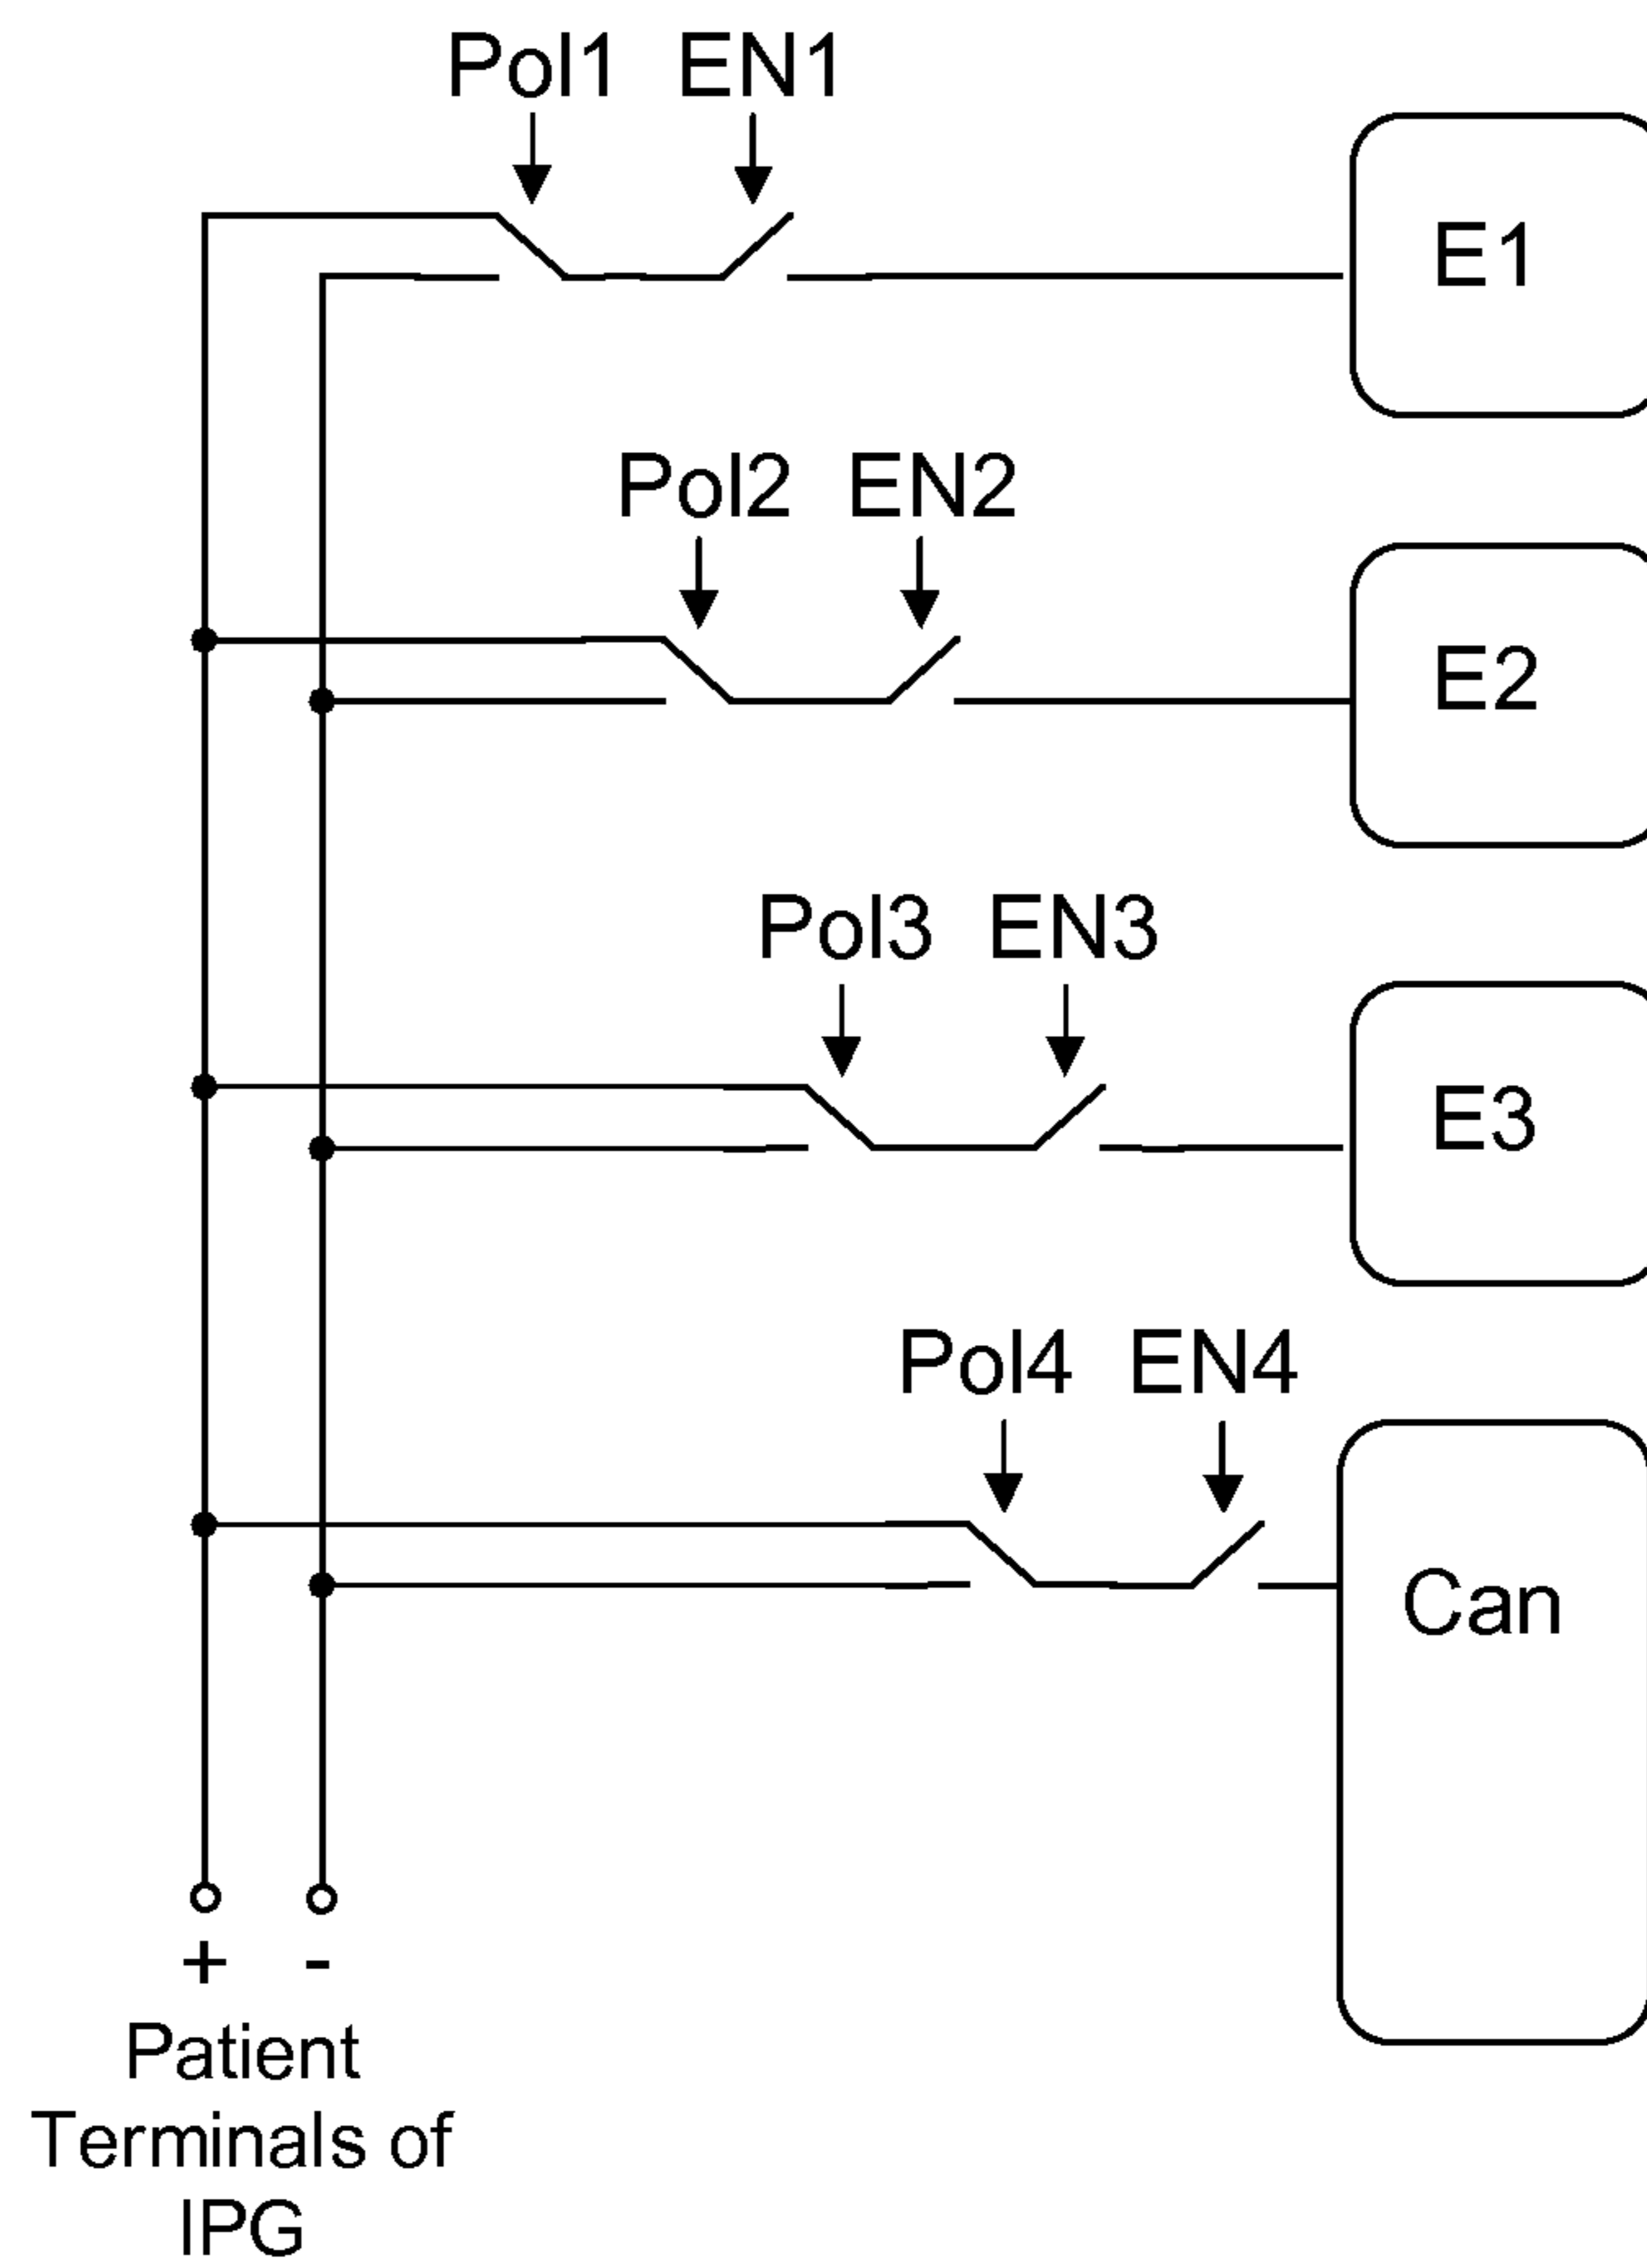 Pol1 EN1
E1
Pol2 EN2
E2
Pol3 EN3
E3
Pol4 EN4
Can
+ -
Patient
Terminals of
IPG